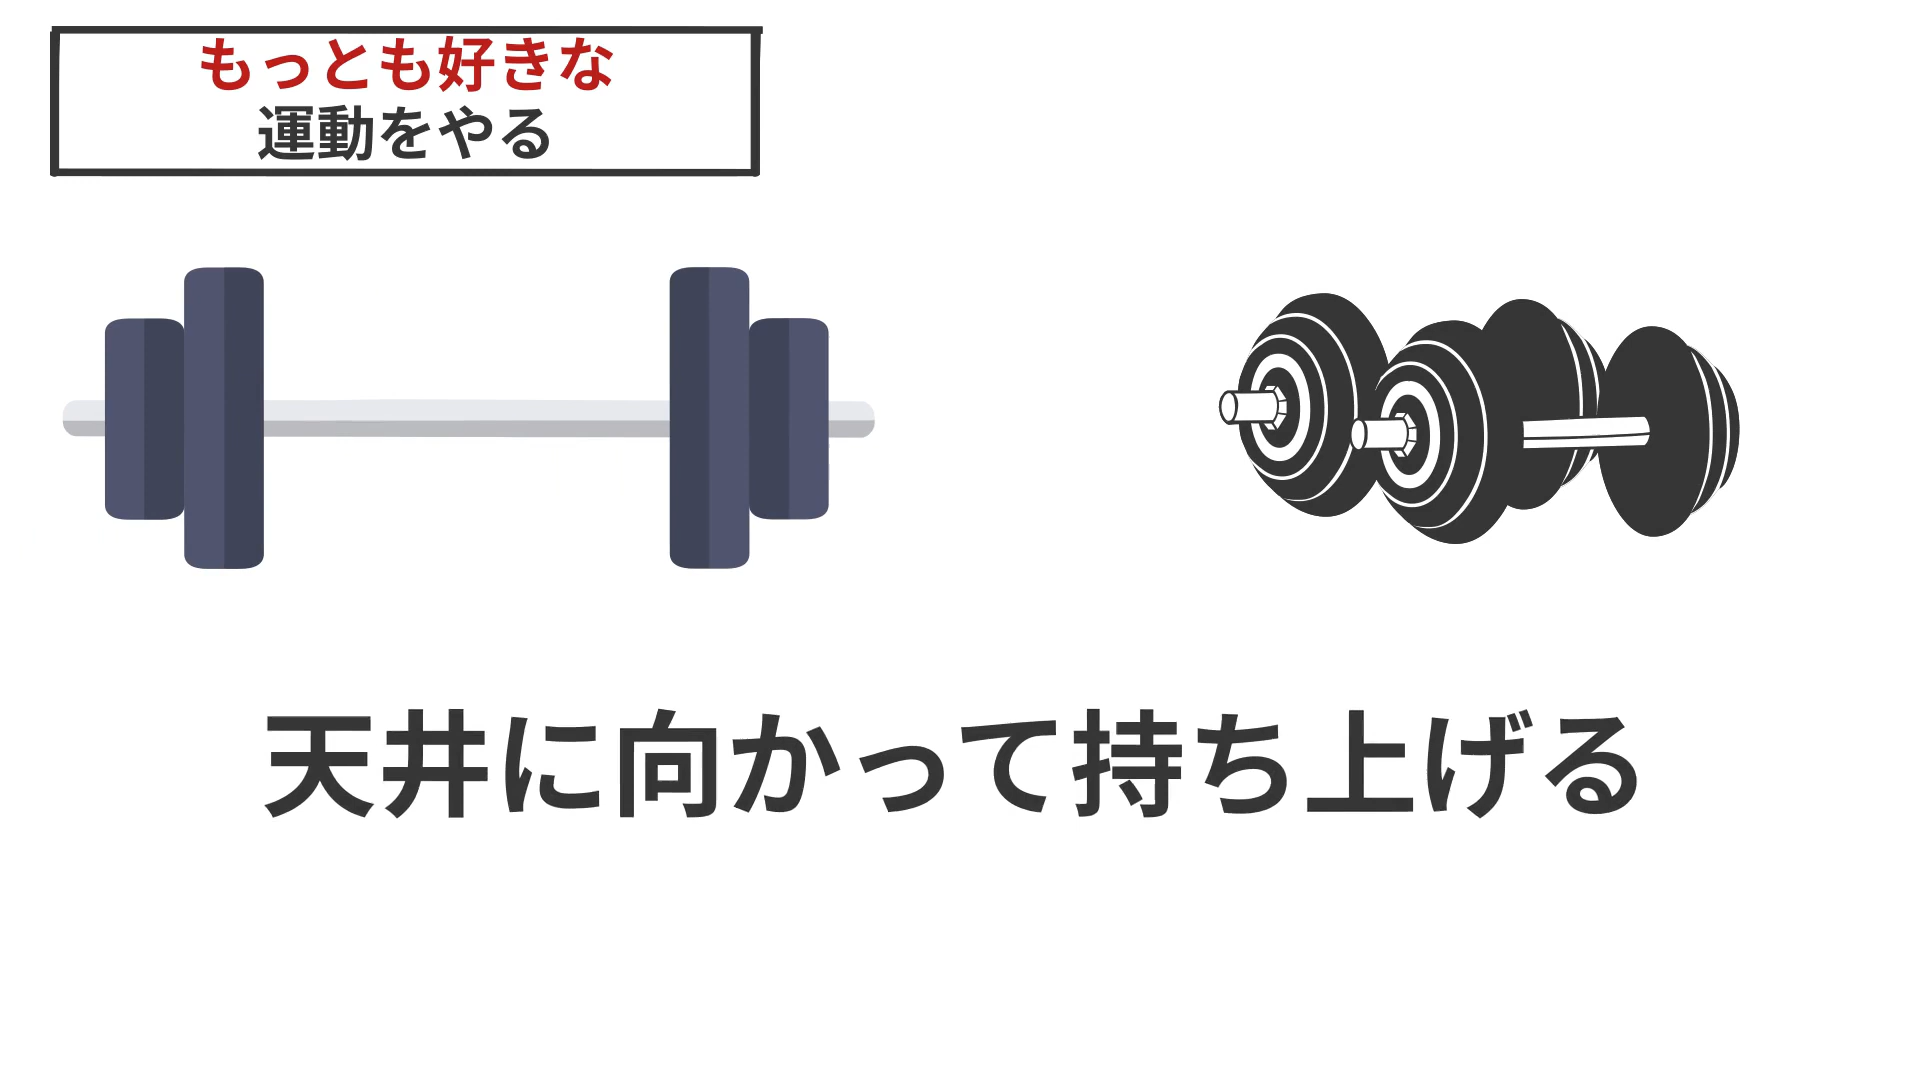 もっとも好きな
運動をやる
天井に向かって持ち上げる